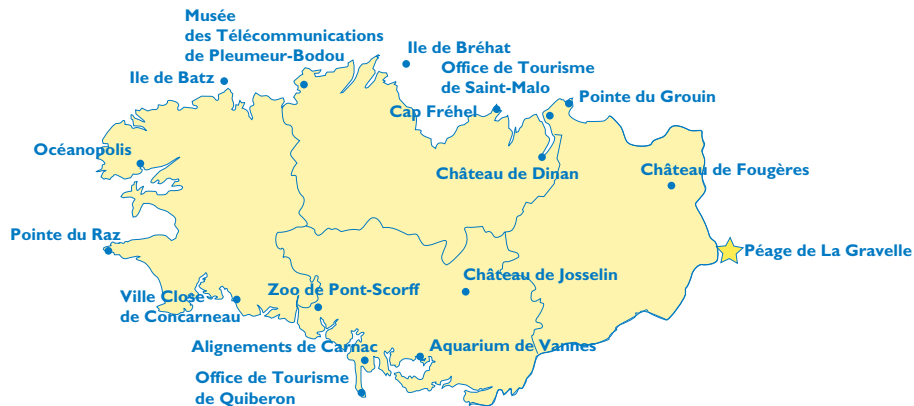 Musée
des Télécommunications
de Pleumeur-Bodou
Ile de Bréhat
Office de Tourisme
de Saint-Malo
Ile de Batz
Pointe du Grouin
Cap Fréhel
Océanopolis
Château de Dinan
Château de Fougères
Pointe du Raz
Péage de La Gravelle
Château de Josselin
Zoo de Pont-Scorff
Ville Close
de Concarneau
Alignements de Carnac
Aquarium de Vannes
Office de Tourisme
de Quiberon